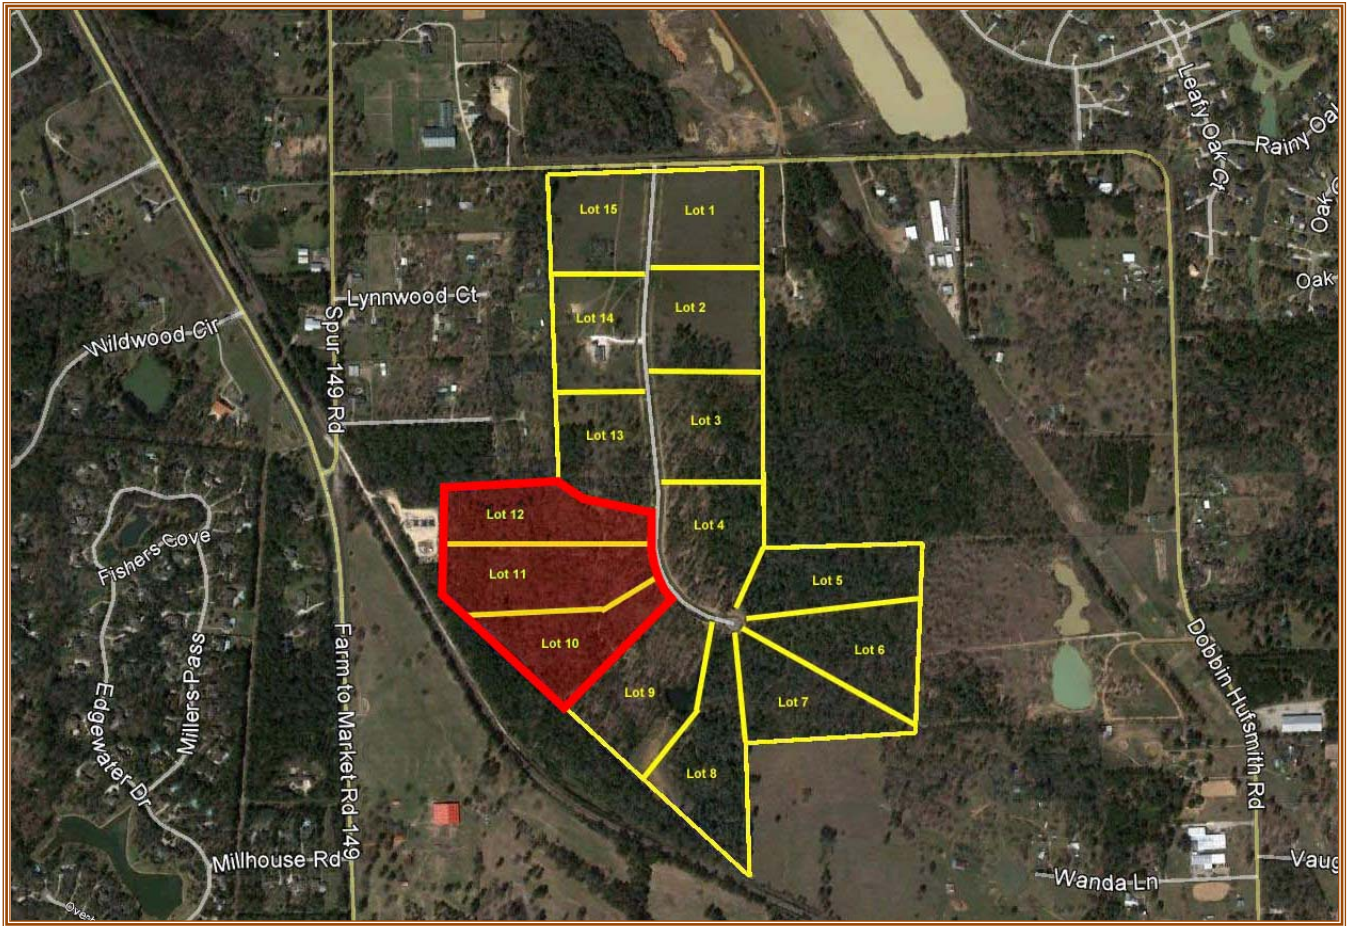 Leafy Oak Ct
Rainy Oak
Oak
Oak
Lot 15
Lot 1
Lynnwood Ct
Lot 14
Lot 2
Wildwood Cir
Spur 149 Rd
Lot 13
Lot 3
Lot 12
Lot 4
Fishers Cove
Lot 11
Lot 5
Lot 10
Lot 6
Lot 9
Lot 7
Lot 8
Millers Pass
Edgewater Dr
Farm to Market Rd 149
Dobbin Hufsmith Rd
Millhouse Rd
Wanda Ln
Vaug